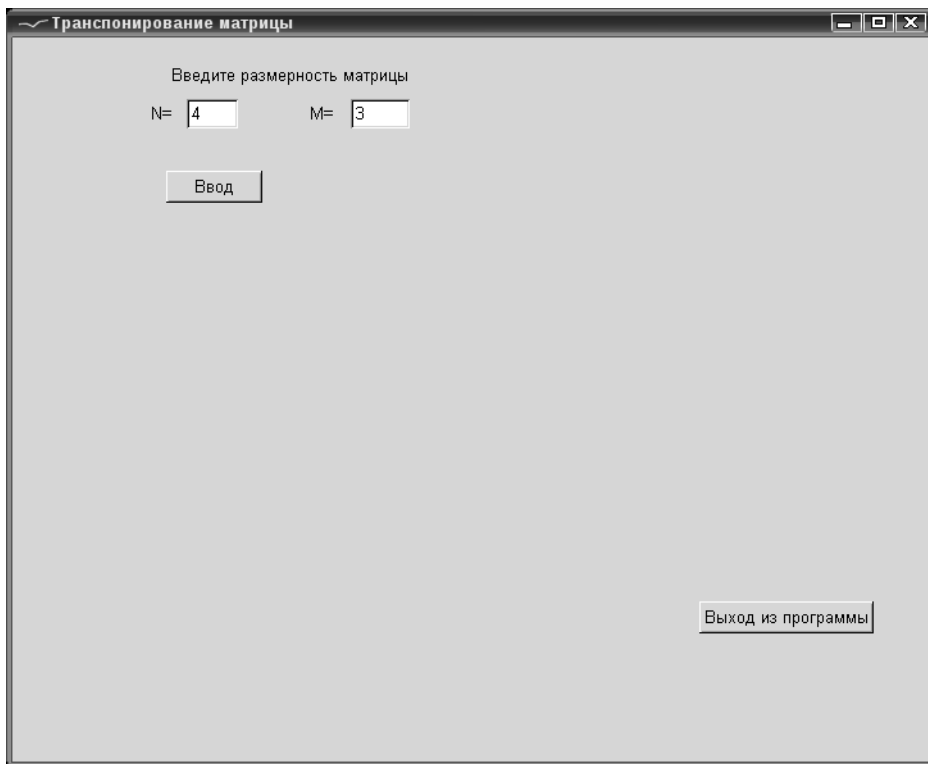 Транспонирование матрицы
Введите размерность матрицы
N= 4 M= 3
Ввод
Выход из программы